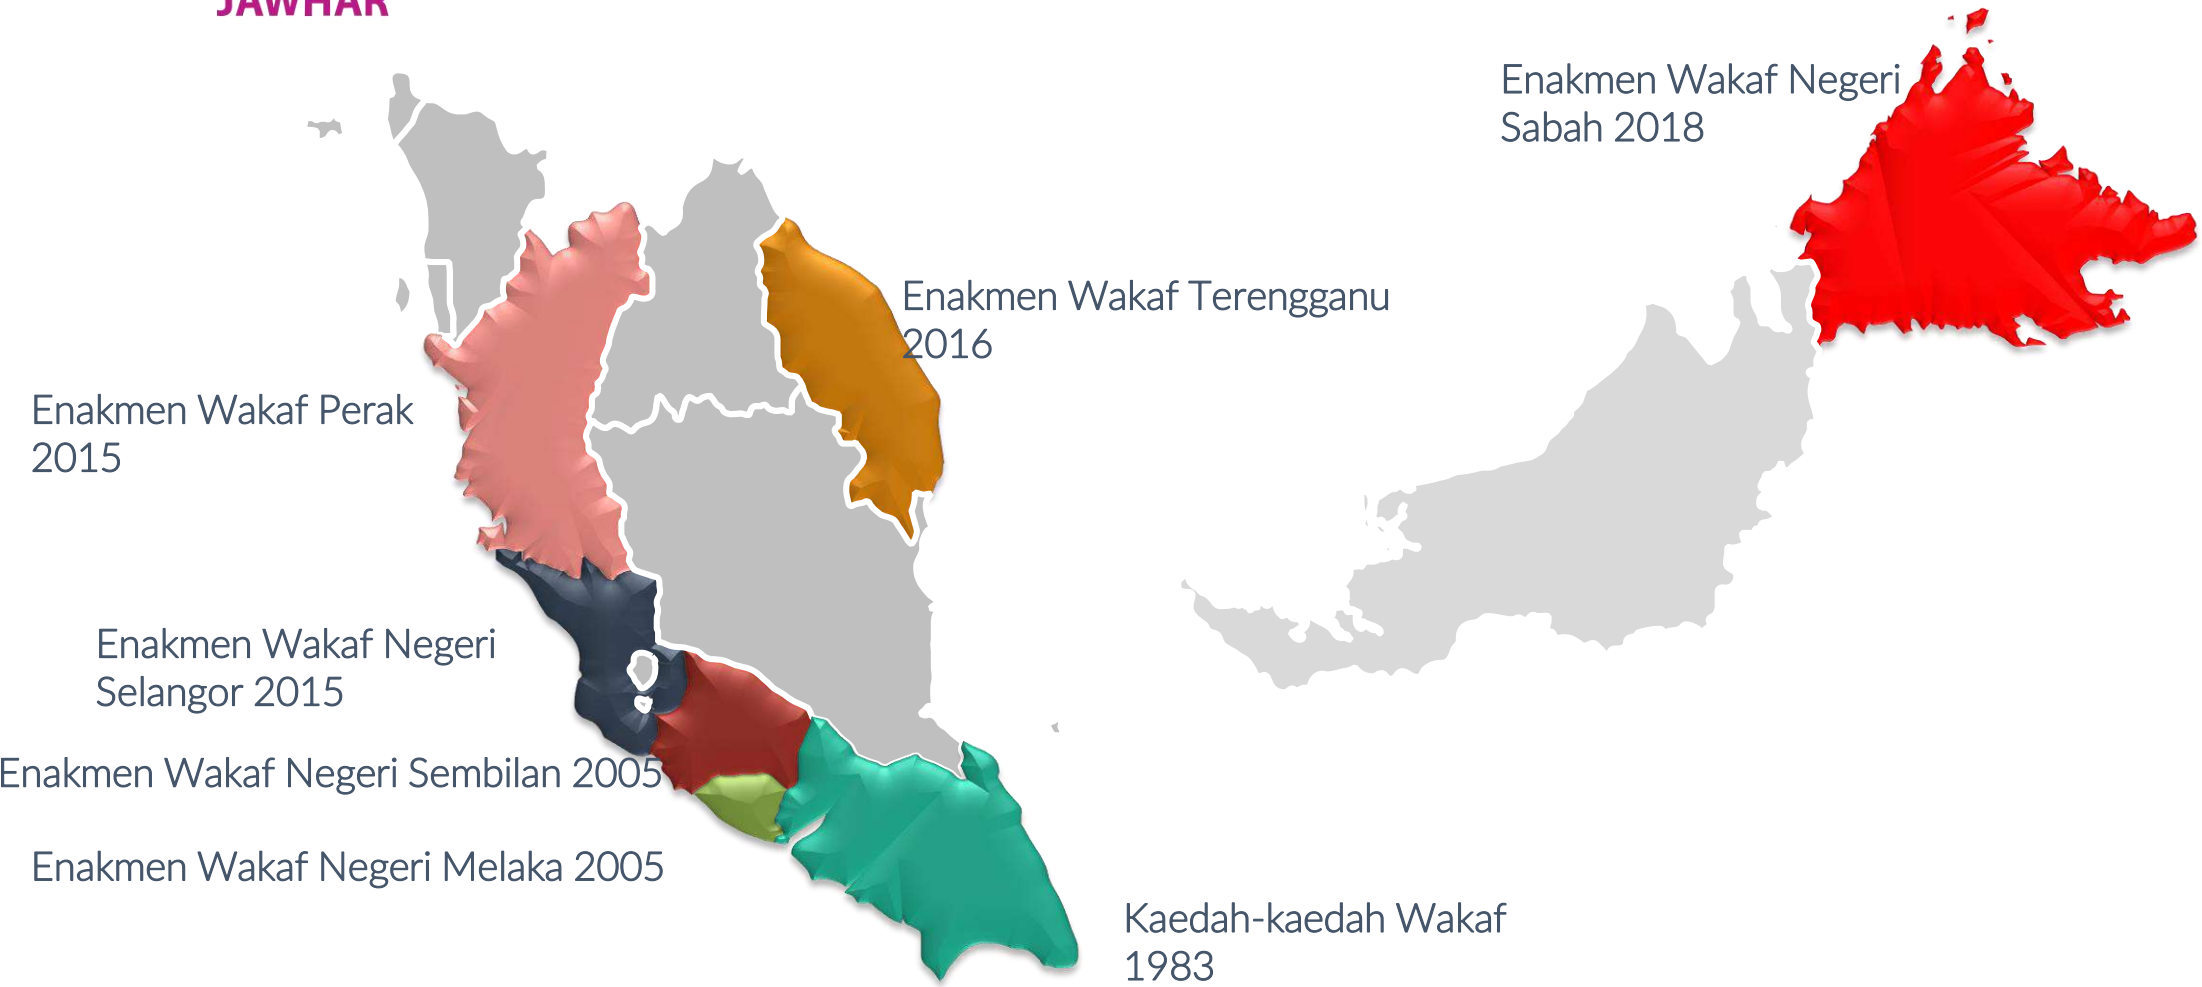 JAWHAR
Enakmen Wakaf Negeri
Sabah 2018
Enakmen Wakaf Terengganu
2016
Enakmen Wakaf Perak
2015
Enakmen Wakaf Negeri
Selangor 2015
Enakmen Wakaf Negeri Sembilan 2005
Enakmen Wakaf Negeri Melaka 2005
Kaedah-kaedah Wakaf
1983